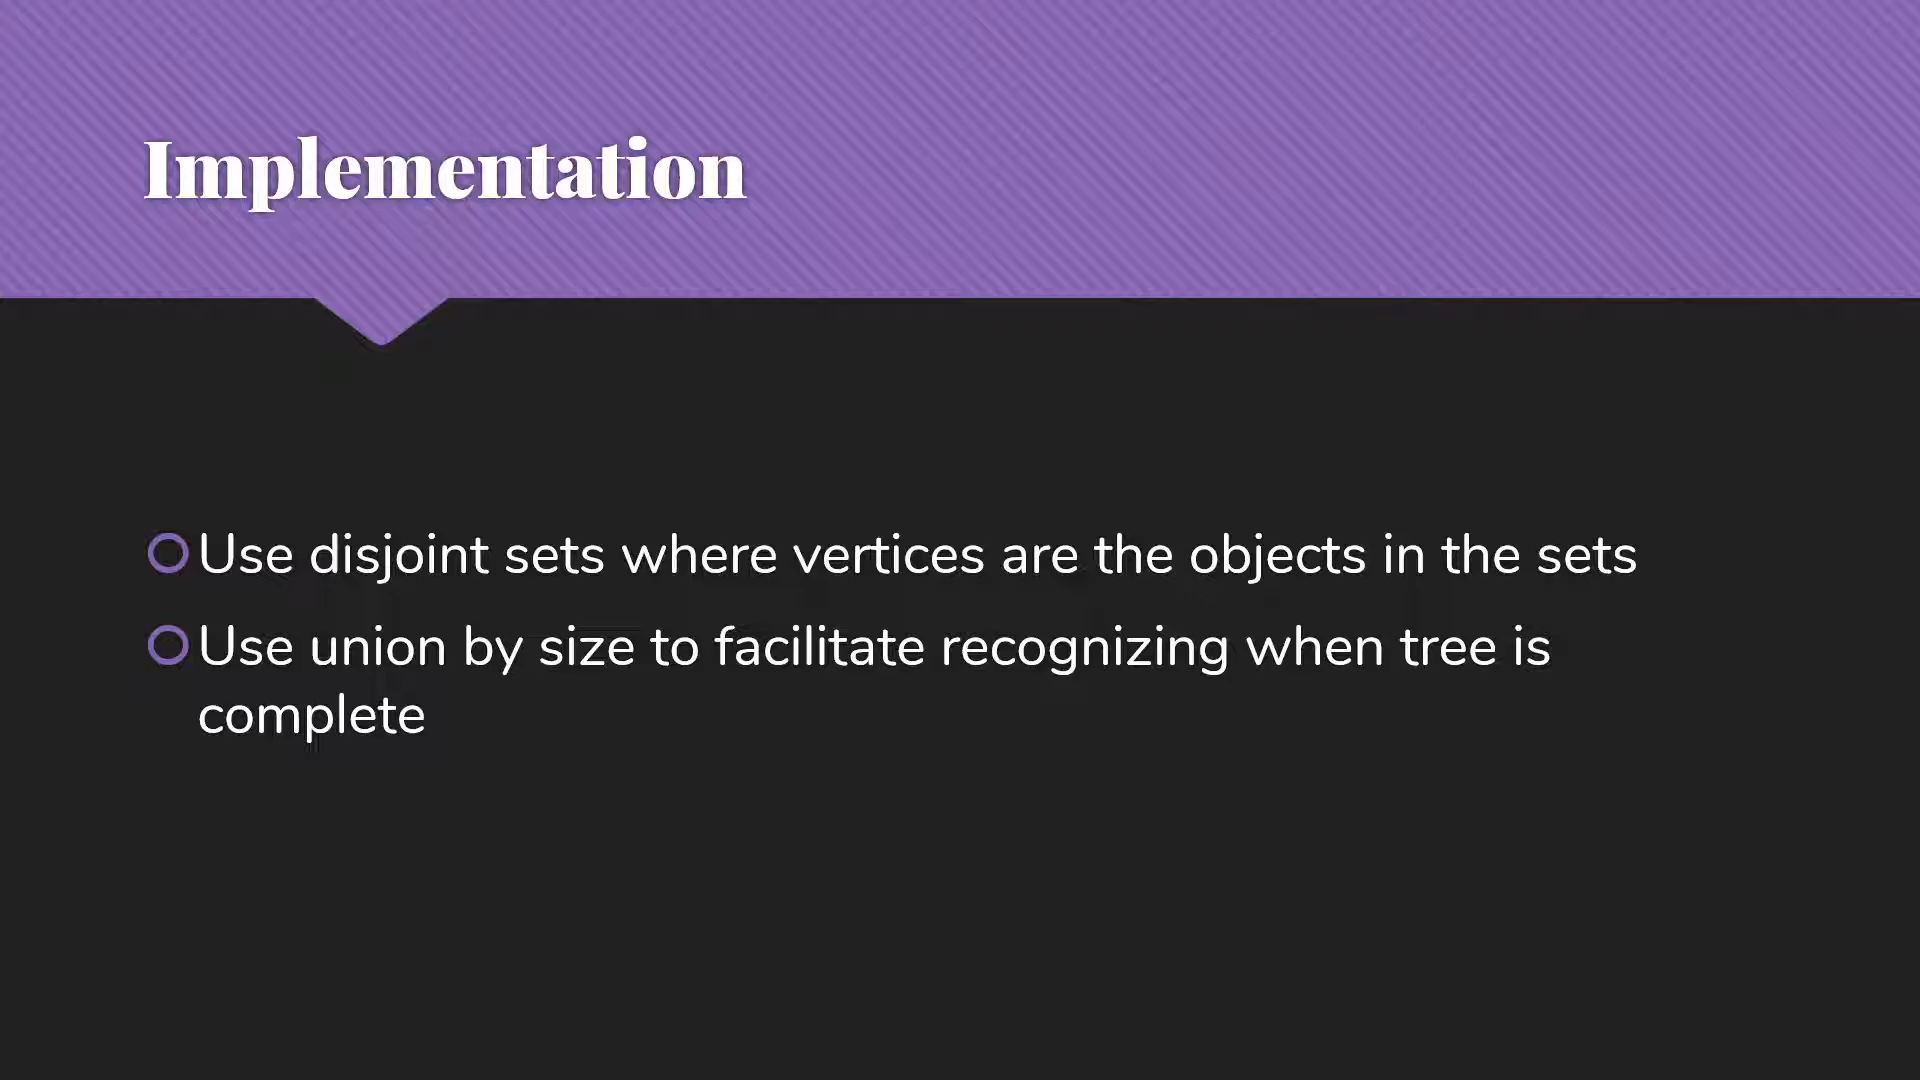 Implementation
Use disjoint sets where vertices are the objects in the sets
Use union by size to facilitate recognizing when tree is
complete